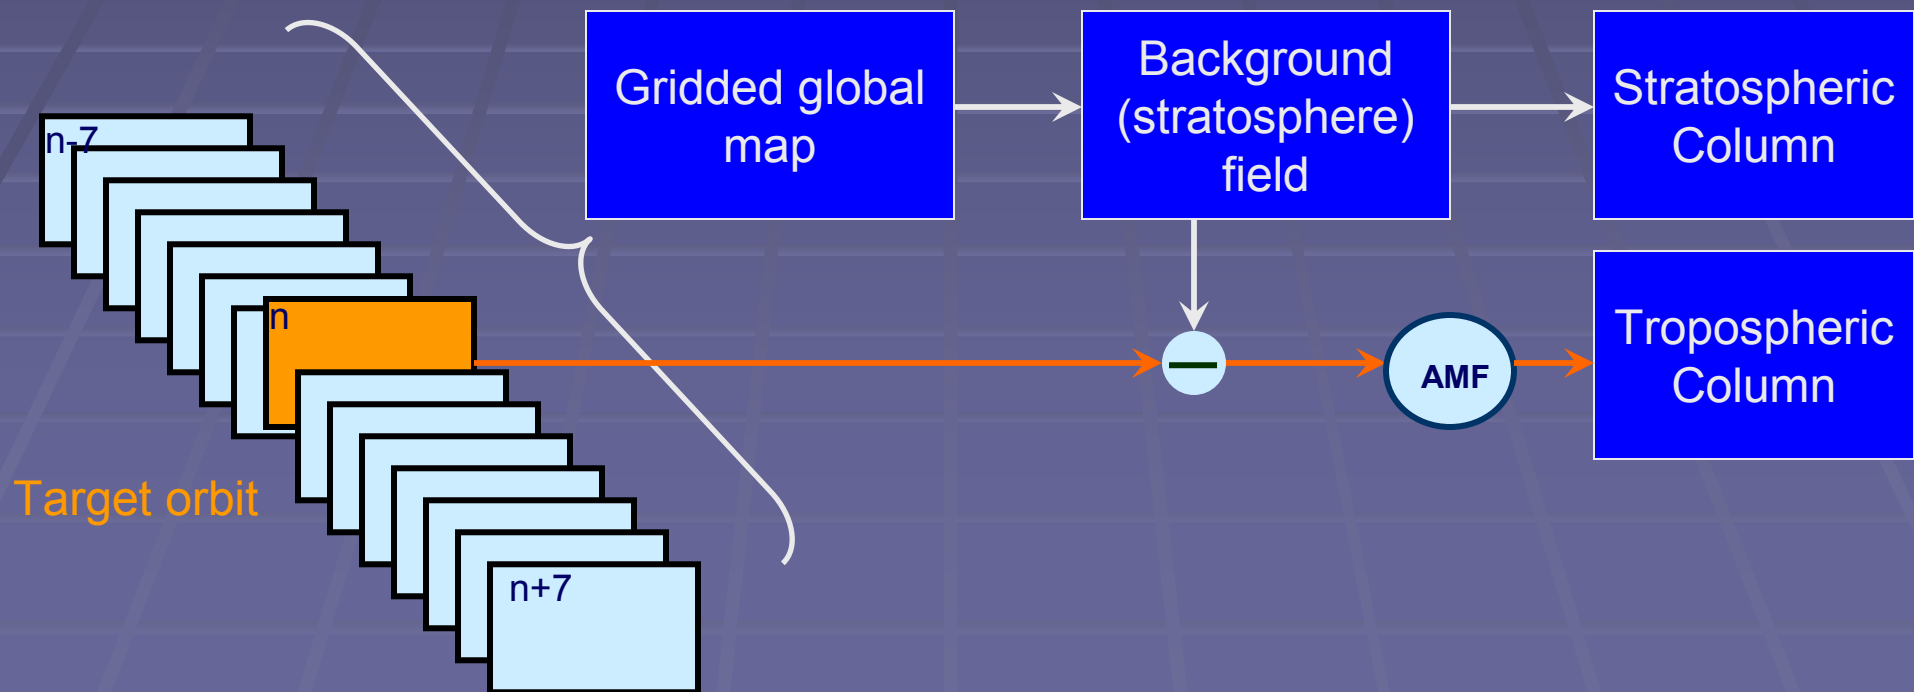 Gridded global
map
Background
(stratosphere)
field
Stratospheric
Column
n-7
n
Tropospheric
Column
AMF
Target orbit
n+7